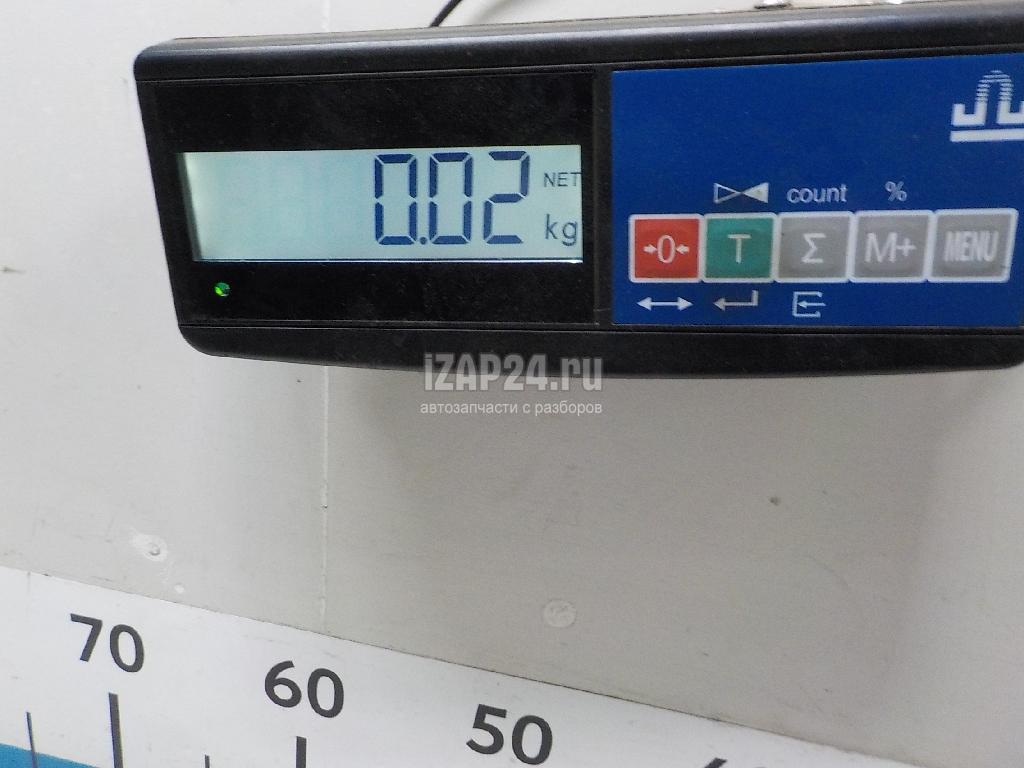 0.02 NET
kg
count %
→0← T Σ M+ MENU
iZAP24.ru
автозапчасти с разборов
70 60 50